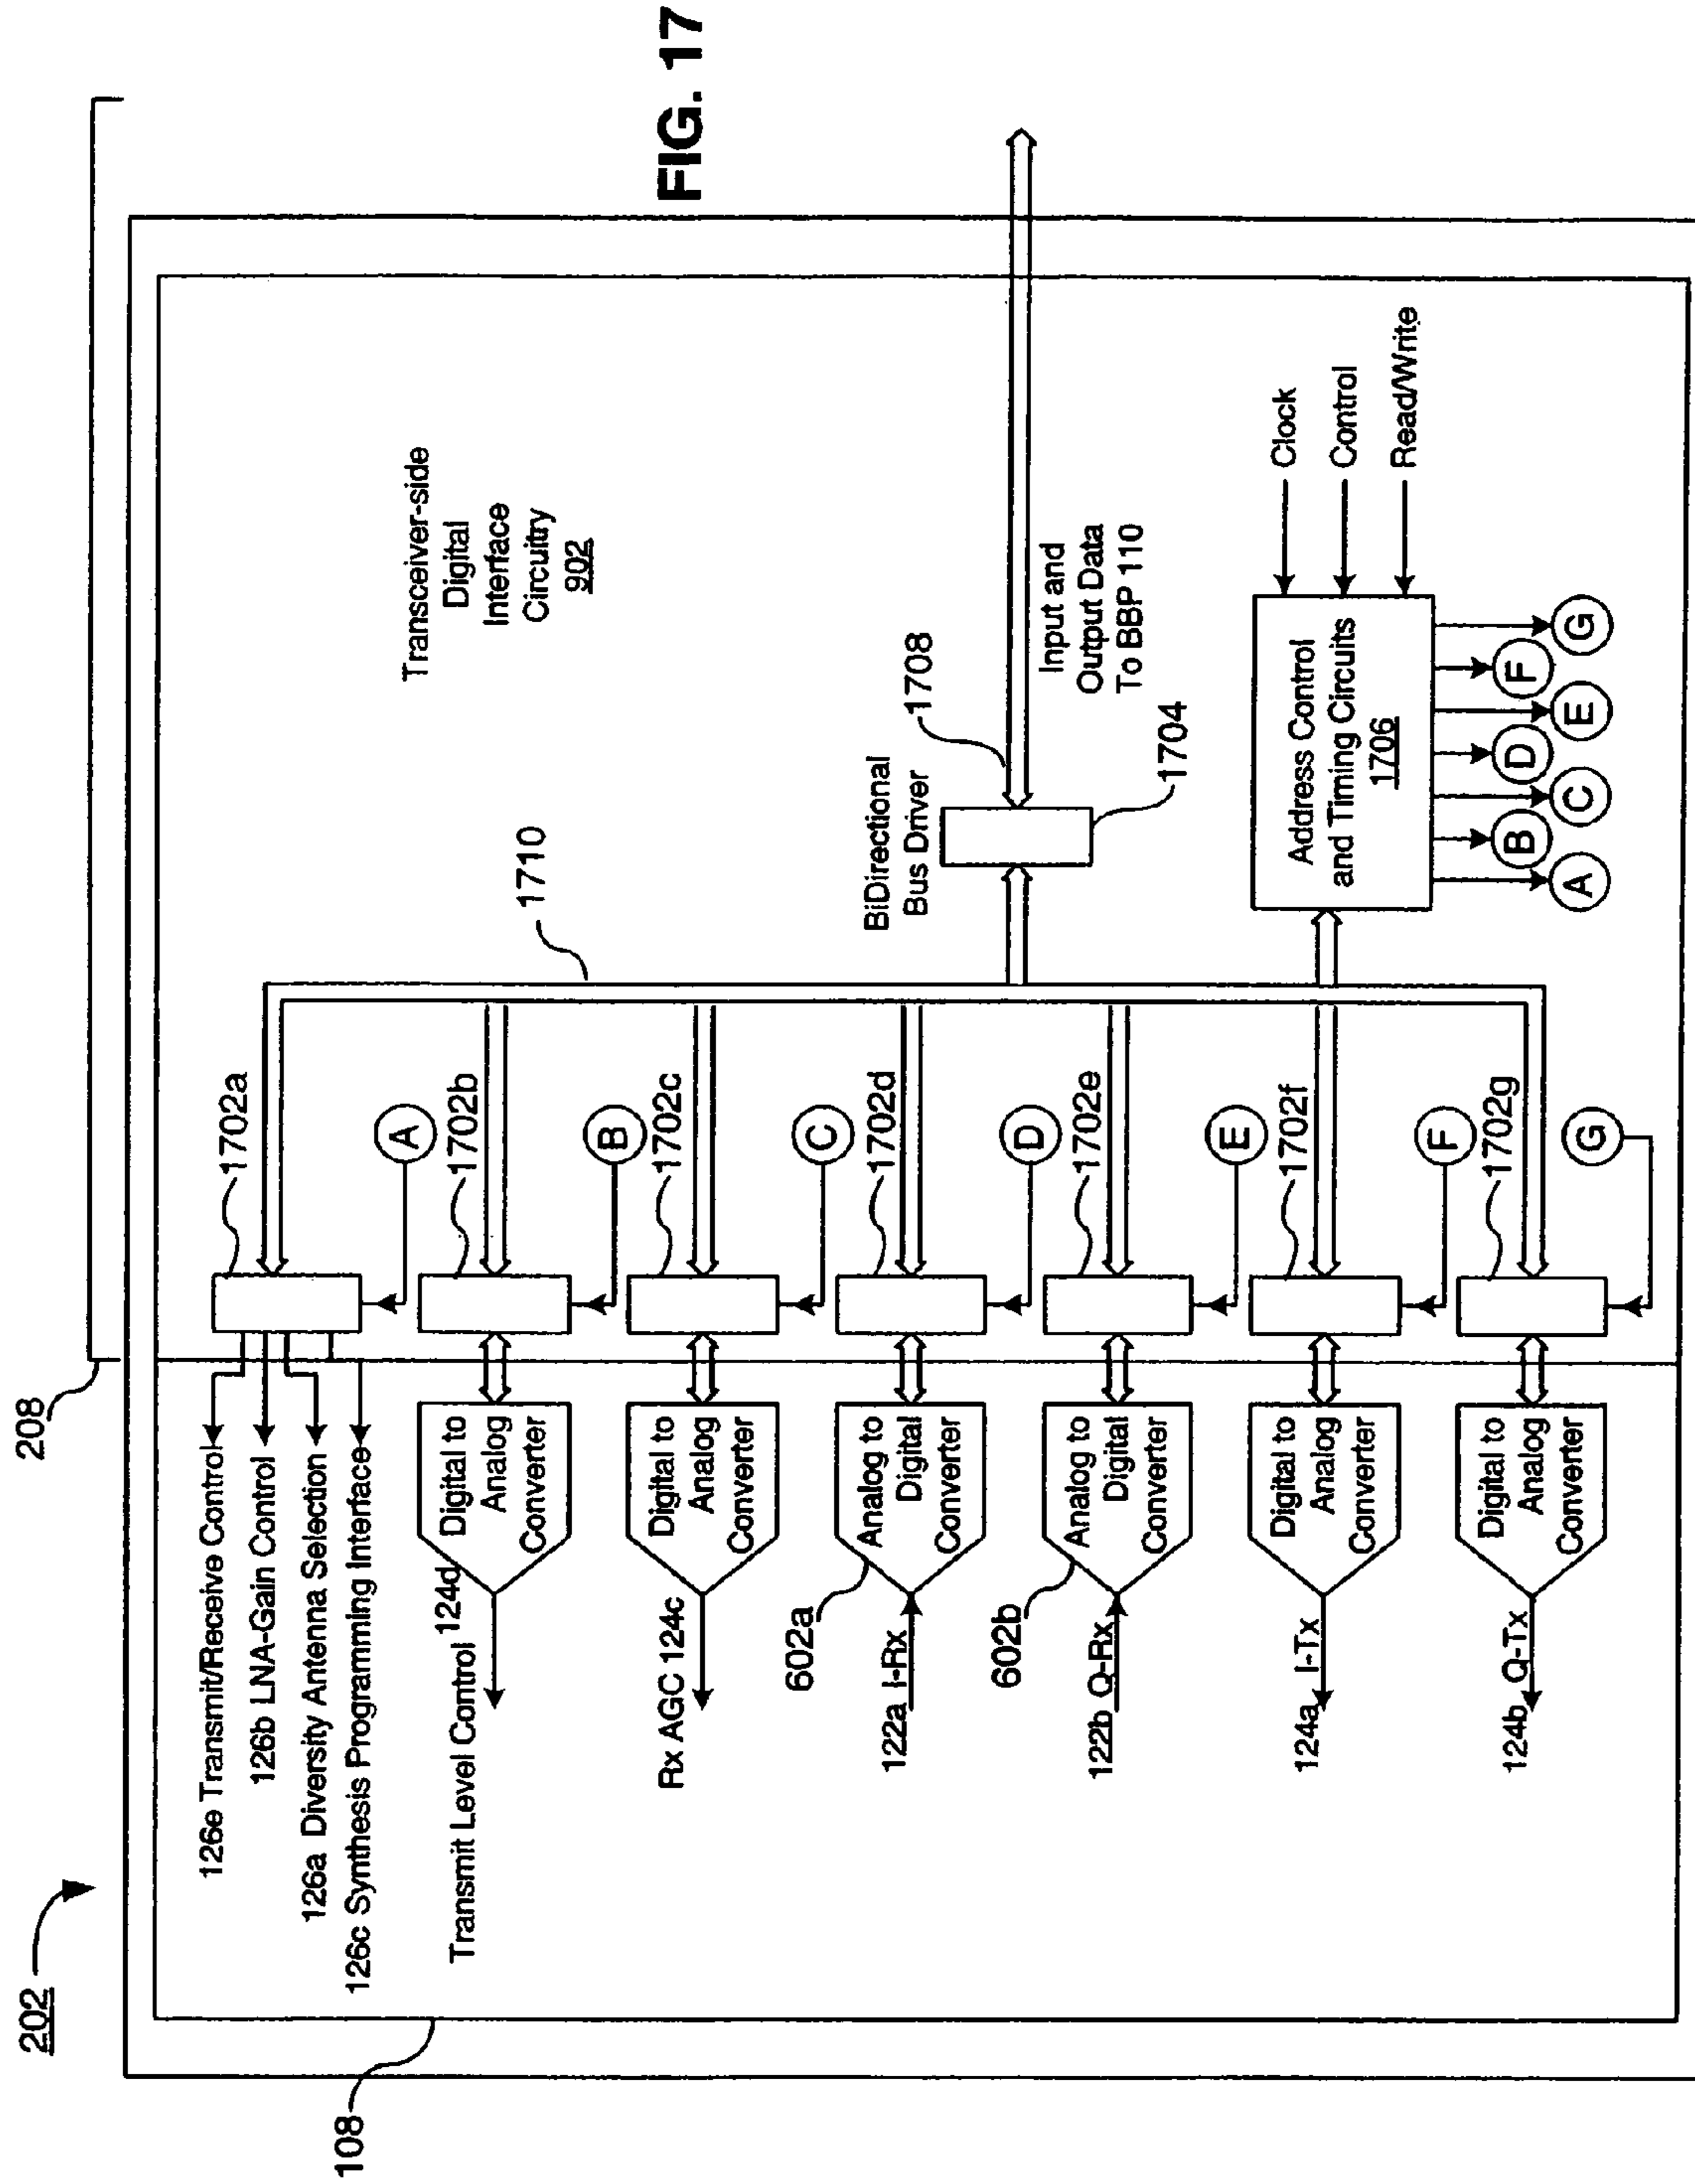 202
208
108
FIG. 17
126e Transmit/Receive Control
126b LNA-Gain Control
126a Diversity Antenna Selection
126c Synthesis Programming Interface
1702a
A
1710
Transceiver-side
Digital
Interface
Circuitry
902
Transmit Level Control 124d
Digital to
Analog
Converter
1702b
B
Rx AGC 124c
Digital to
Analog
Converter
1702c
C
BiDirectional
Bus Driver
1708
1704
Input and
Output Data
To BBP 110
602a
122a I-Rx
Analog to
Digital
Converter
1702d
D
602b
122b Q-Rx
Analog to
Digital
Converter
1702e
E
124a I-Tx
Digital to
Analog
Converter
1702f
F
124b Q-Tx
Digital to
Analog
Converter
1702g
G
Address Control
and Timing Circuits
1706
Clock
Control
Read/Write
A
B
C
D
E
F
G